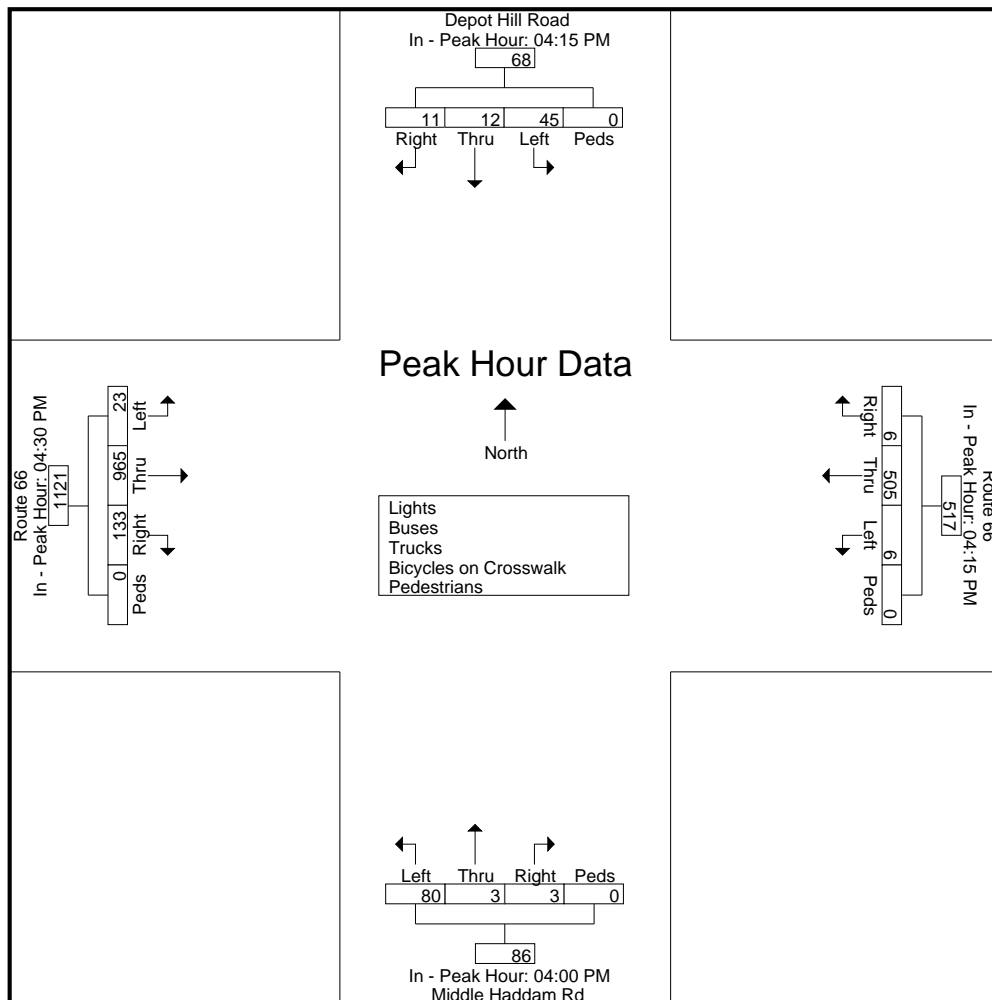 Depot Hill Road
In - Peak Hour: 04:15 PM
68
11 12 45 0
Right Thru Left Peds
Peak Hour Data
North
Lights
Buses
Trucks
Bicycles on Crosswalk
Pedestrians
Route 66
In - Peak Hour: 04:30 PM
1121
23 965 133 0
Left Thru Right Peds
Route 66
In - Peak Hour: 04:15 PM
517
6 505 6 0
Right Thru Left Peds
Left Thru Right Peds
80 3 3 0
86
In - Peak Hour: 04:00 PM
Middle Haddam Rd